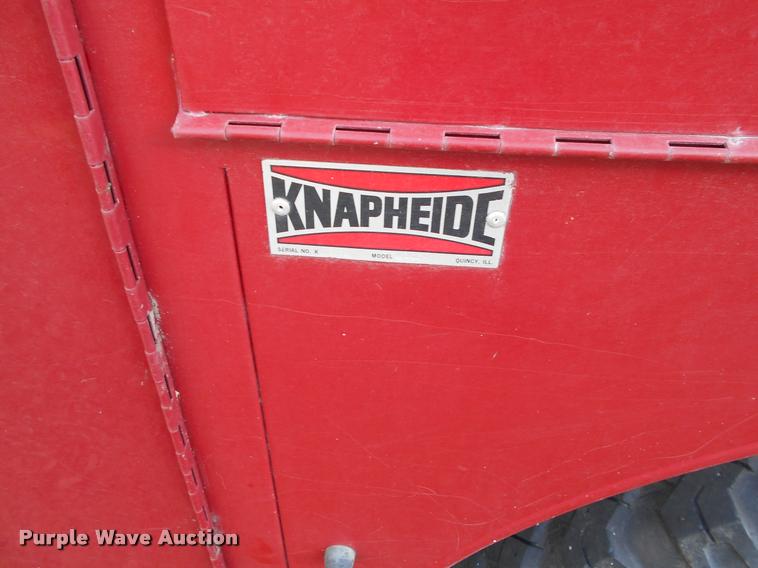 KNAPHEIDE
SERIAL NO. K MODEL QUINCY, ILL.
Purple Wave Auction